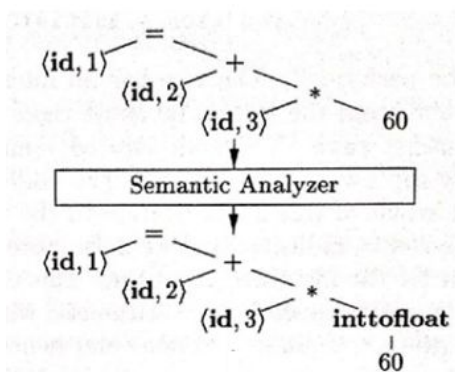 =
⟨id, 1⟩ +
⟨id, 2⟩ *
⟨id, 3⟩ 60
Semantic Analyzer
=
⟨id, 1⟩ +
⟨id, 2⟩ *
⟨id, 3⟩ inttofloat
60